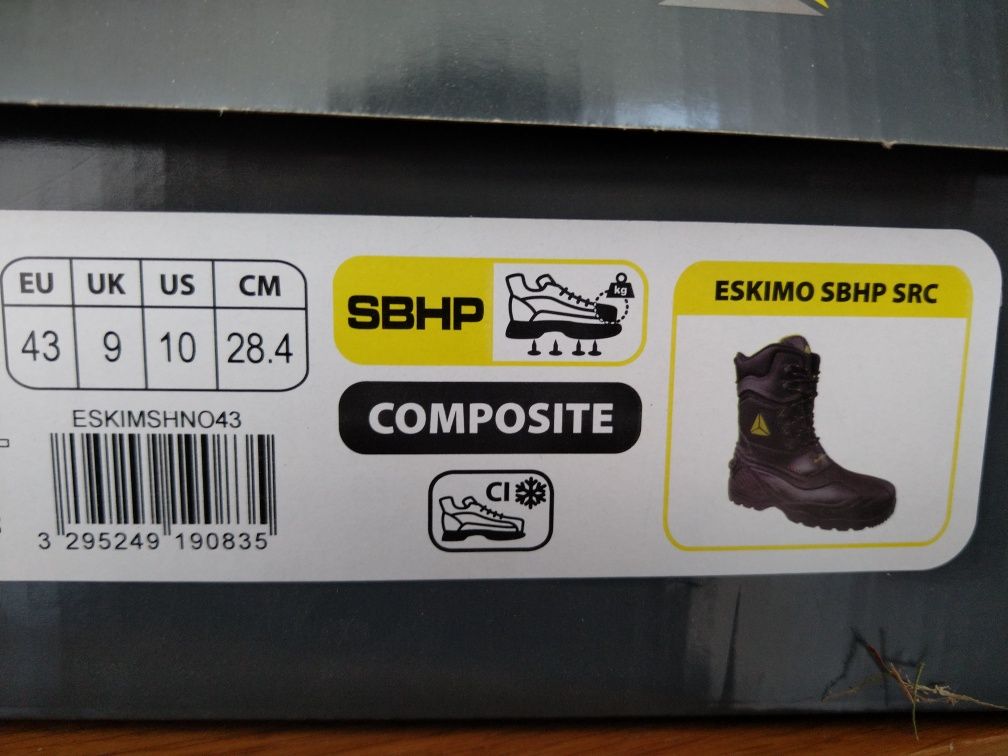 EU UK US CM
43 9 10 28.4
ESKIMSHNO43
3 295249 190835
SBHP
kg
COMPOSITE
CI
ESKIMO SBHP SRC